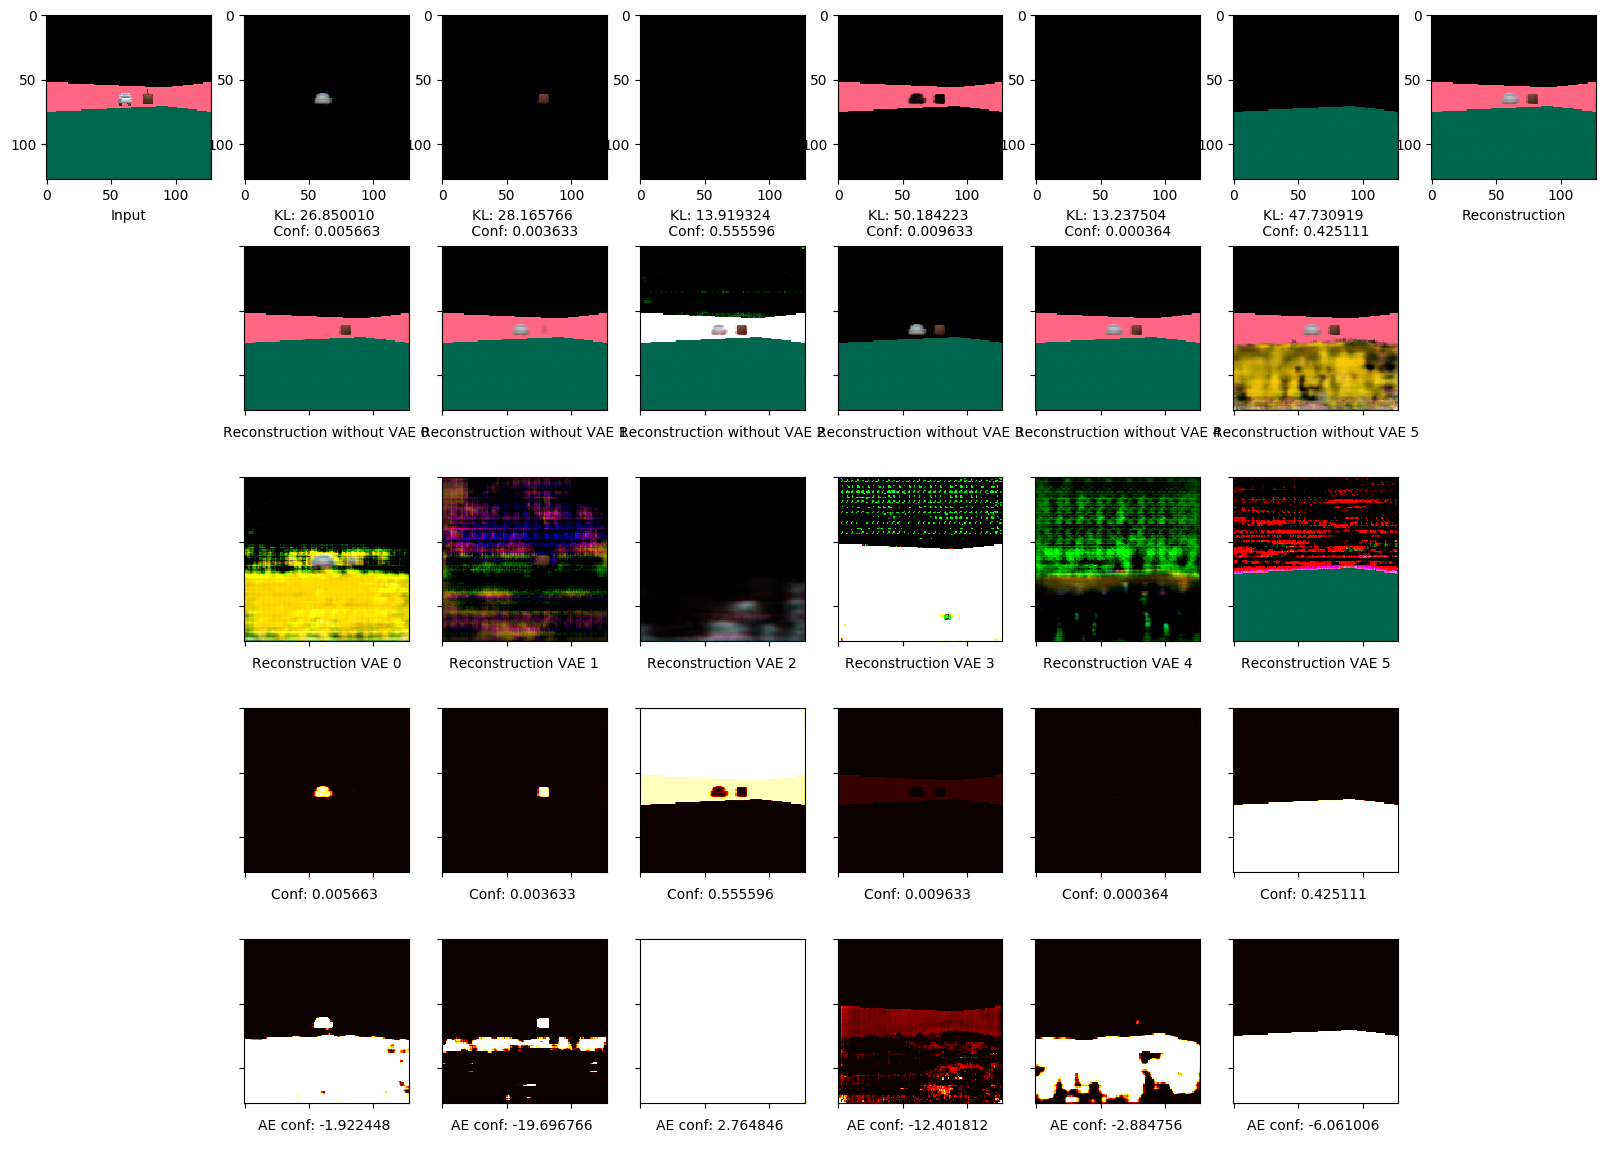 0
50
100
0 50 100
Input
0
50
100
0 50 100
KL: 26.850010
Conf: 0.005663
0
50
100
0 50 100
KL: 28.165766
Conf: 0.003633
0
50
100
0 50 100
KL: 13.919324
Conf: 0.555596
0
50
100
0 50 100
KL: 50.184223
Conf: 0.009633
0
50
100
0 50 100
KL: 13.237504
Conf: 0.000364
0
50
100
0 50 100
KL: 47.730919
Conf: 0.425111
0
50
100
0 50 100
Reconstruction
Reconstruction without VAE 0
Reconstruction without VAE 1
Reconstruction without VAE 2
Reconstruction without VAE 3
Reconstruction without VAE 4
Reconstruction without VAE 5
Reconstruction VAE 0
Reconstruction VAE 1
Reconstruction VAE 2
Reconstruction VAE 3
Reconstruction VAE 4
Reconstruction VAE 5
Conf: 0.005663
Conf: 0.003633
Conf: 0.555596
Conf: 0.009633
Conf: 0.000364
Conf: 0.425111
AE conf: -1.922448
AE conf: -19.696766
AE conf: 2.764846
AE conf: -12.401812
AE conf: -2.884756
AE conf: -6.061006